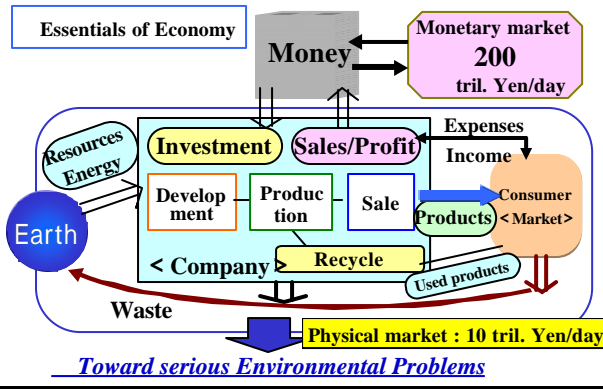 Essentials of Economy
Money
Monetary market
200
tril. Yen/day
Resources
Energy
Investment
Sales/Profit
Expenses
Income
Develop
ment
Produc
tion
Sale
Products
Consumer
<Market>
Earth
<Company>
Recycle
Used products
Waste
Physical market : 10 tril. Yen/day
Toward serious Environmental Problems